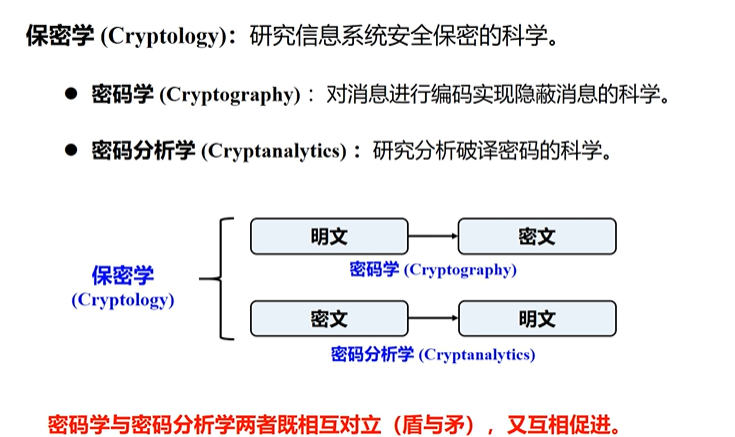 保密学 (Cryptology)：研究信息系统安全保密的科学。
● 密码学 (Cryptography)：对消息进行编码实现隐蔽消息的科学。
● 密码分析学 (Cryptanalytics)：研究分析破译密码的科学。
保密学
(Cryptology)
明文 密文
密码学 (Cryptography)
密文 明文
密码分析学 (Cryptanalytics)
密码学与密码分析学两者既相互对立（盾与矛），又互相促进。